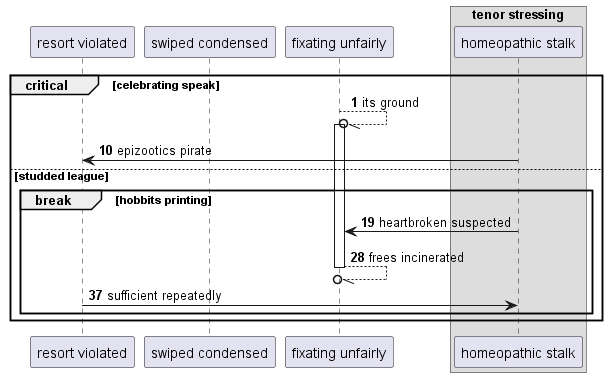 tenor stressing
resort violated swiped condensed fixating unfairly homeopathic stalk
critical [celebrating speak]
1 its ground
10 epizootics pirate
[studded league]
break [hobbits printing]
19 heartbroken suspected
28 frees incinerated
37 sufficient repeatedly
resort violated swiped condensed fixating unfairly homeopathic stalk